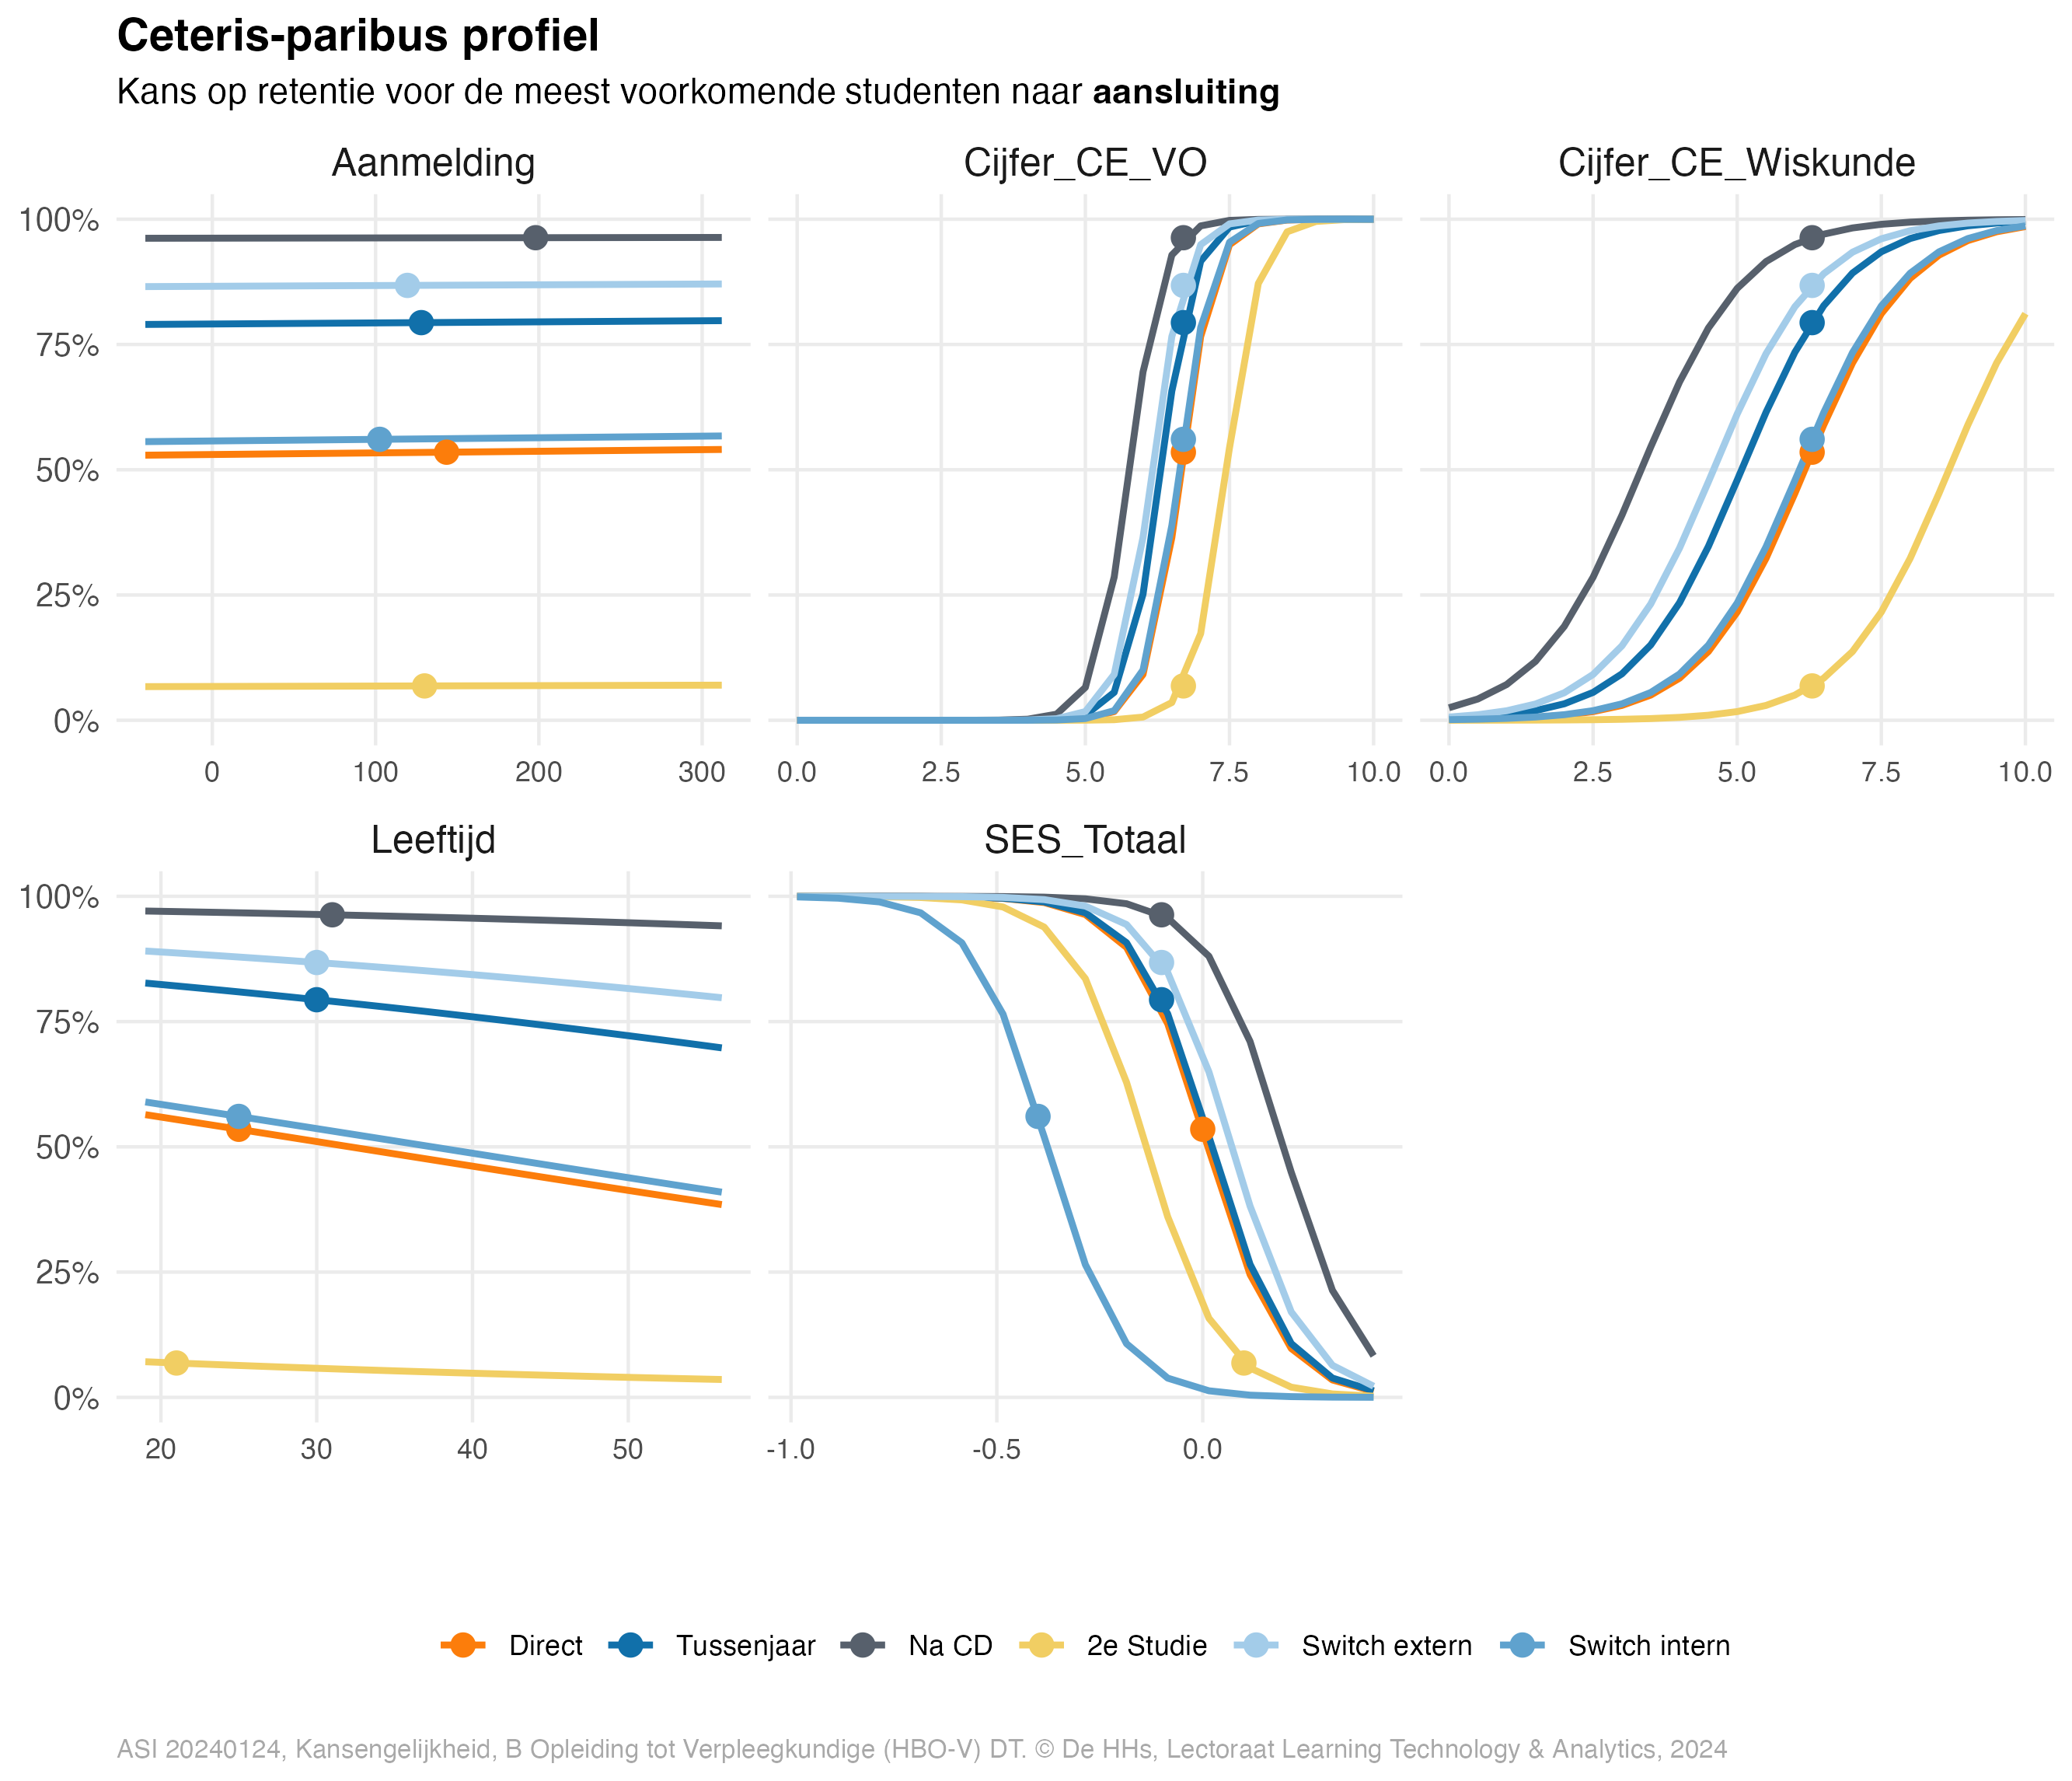 Ceteris-paribus profiel
Kans op retentie voor de meest voorkomende studenten naar aansluiting
Aanmelding
Cijfer_CE_VO
Cijfer_CE_Wiskunde
100%
75%
50%
25%
0%
0 100 200 300
0.0 2.5 5.0 7.5 10.0
0.0 2.5 5.0 7.5 10.0
Leeftijd
SES_Totaal
100%
75%
50%
25%
0%
20 30 40 50
-1.0 -0.5 0.0
Direct Tussenjaar Na CD 2e Studie Switch extern Switch intern
ASI 20240124, Kansengelijkheid, B Opleiding tot Verpleegkundige (HBO-V) DT. © De HHs, Lectoraat Learning Technology & Analytics, 2024